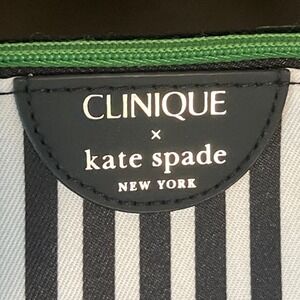 CLINIQUE
×
kate spade
NEW YORK